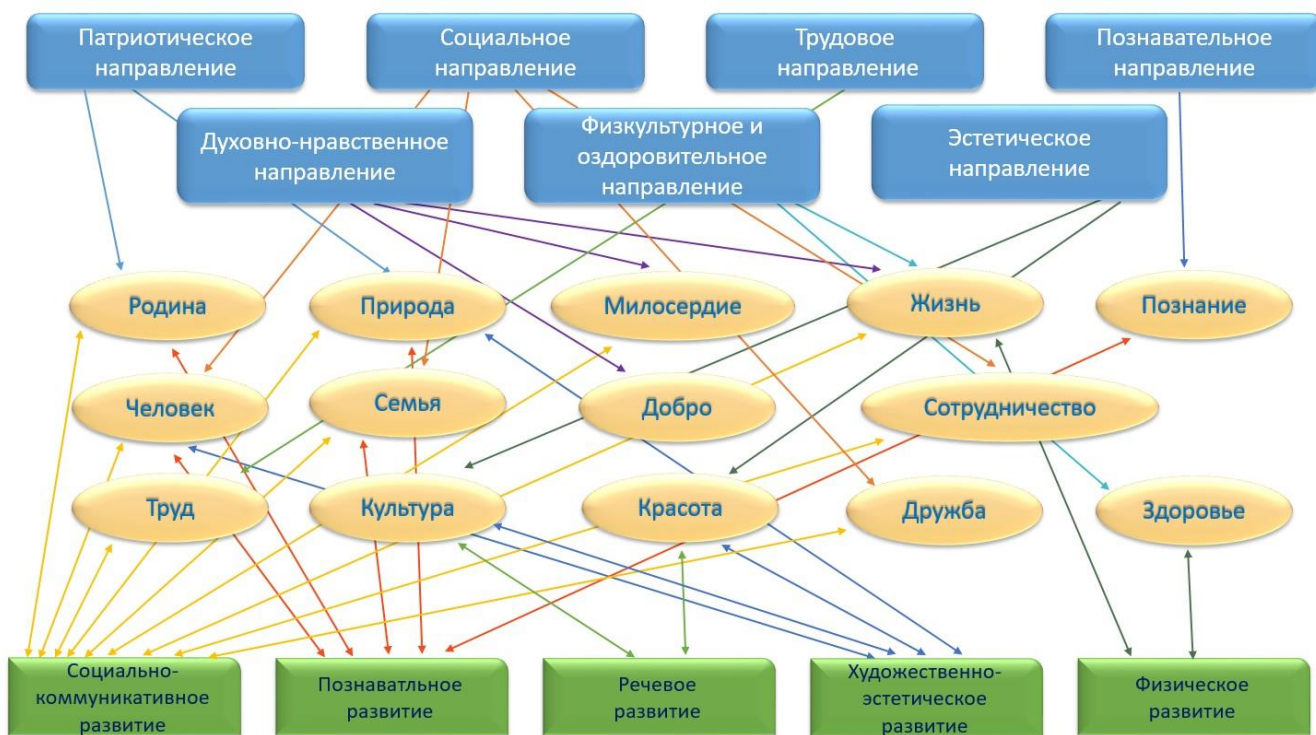 Патриотическое
направление
Социальное
направление
Трудовое
направление
Познавательное
направление
Духовно-нравственное
направление
Физкультурное и
оздоровительное
направление
Эстетическое
направление
Родина
Природа
Милосердие
Жизнь
Познание
Человек
Семья
Добро
Сотрудничество
Труд
Культура
Красота
Дружба
Здоровье
Социально-
коммуникативное
развитие
Познаватльное
развитие
Речевое
развитие
Художественно-
эстетическое
развитие
Физическое
развитие